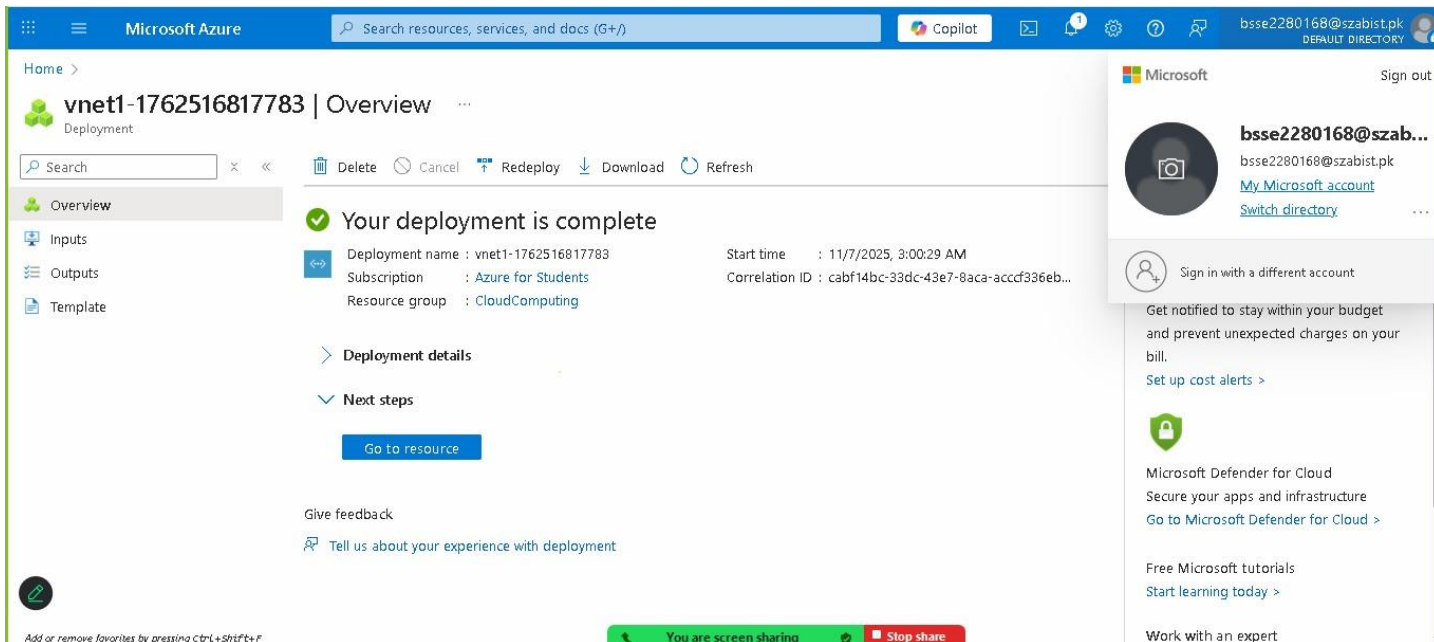 Microsoft Azure
Search resources, services, and docs (G+/)
Copilot
1
bsse2280168@szabist.pk
DEFAULT DIRECTORY
Home >
vnet1-1762516817783 | Overview ...
Deployment
Microsoft
Sign out
bsse2280168@szab...
bsse2280168@szabist.pk
My Microsoft account
Switch directory
...
Sign in with a different account
Search
Overview
Inputs
Outputs
Template
Delete Cancel Redeploy Download Refresh
Your deployment is complete
Deployment name : vnet1-1762516817783
Subscription : Azure for Students
Resource group : CloudComputing
Start time : 11/7/2025, 3:00:29 AM
Correlation ID : cabf14bc-33dc-43e7-8aca-accdf336eb...
Deployment details
Next steps
Go to resource
Give feedback
Tell us about your experience with deployment
Get notified to stay within your budget
and prevent unexpected charges on your
bill.
Set up cost alerts >
Microsoft Defender for Cloud
Secure your apps and infrastructure
Go to Microsoft Defender for Cloud >
Free Microsoft tutorials
Start learning today >
Work with an expert
Add or remove favorites by pressing Ctrl+Shift+F
You are screen sharing
Stop share